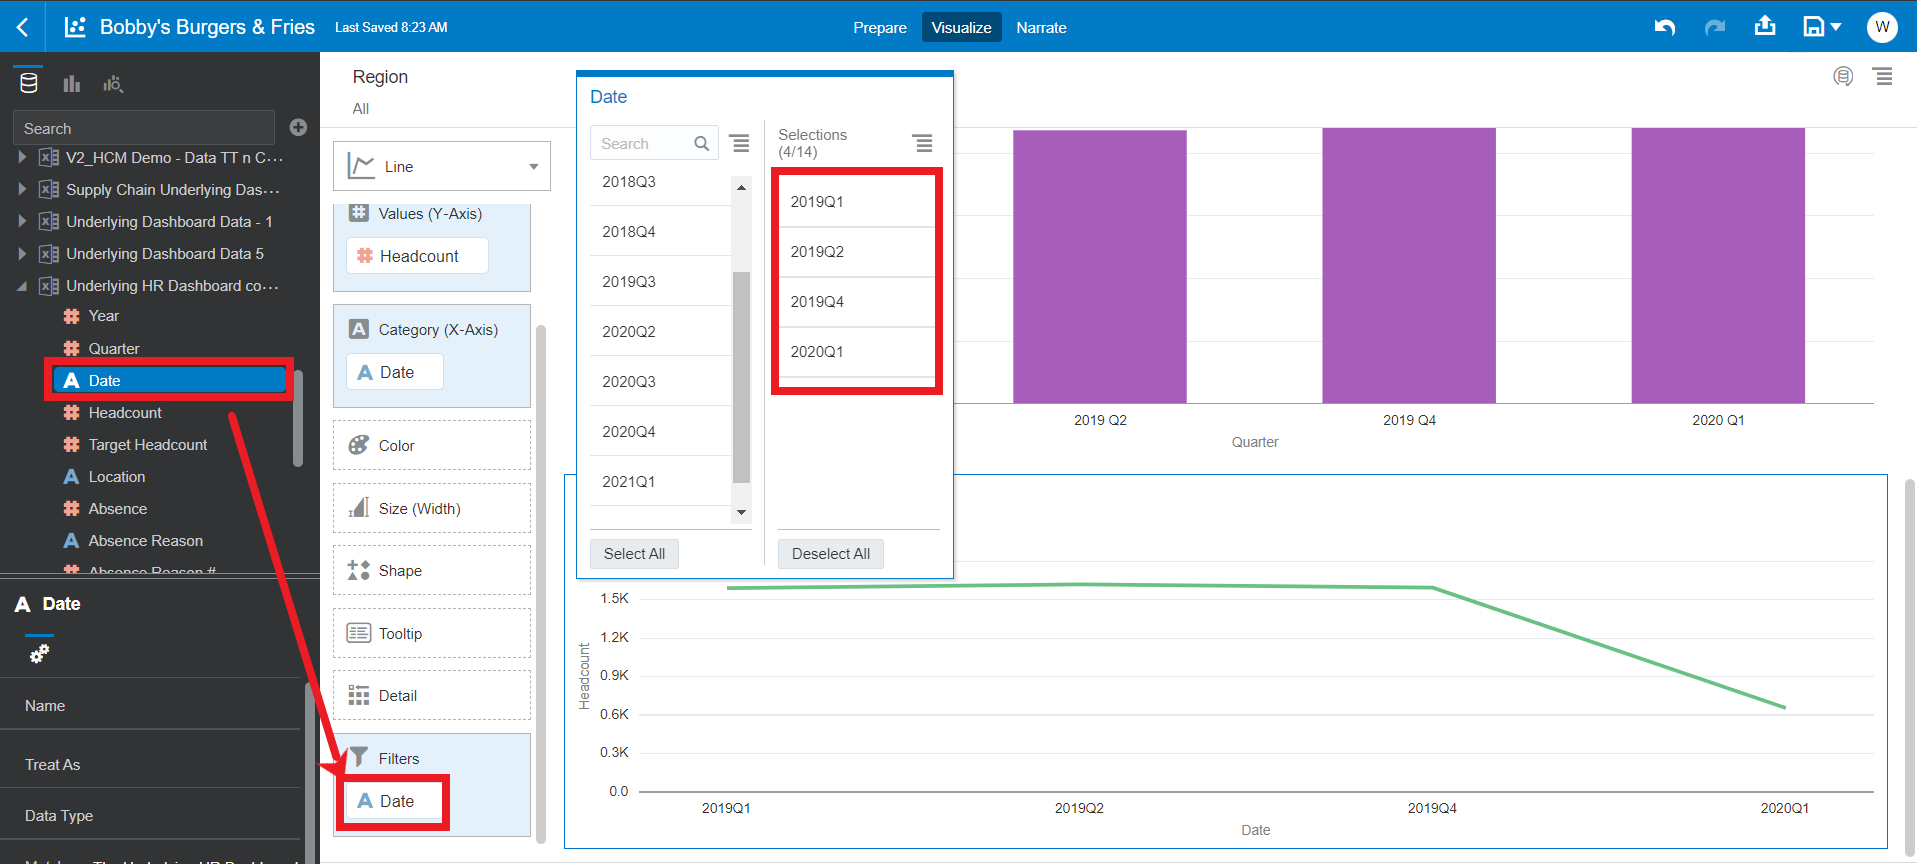 Bobby's Burgers & Fries
Last Saved 8:23 AM
Prepare
Visualize
Narrate
W
Search
V2_HCM Demo - Data TT n C...
Supply Chain Underlying Das...
Underlying Dashboard Data - 1
Underlying Dashboard Data 5
Underlying HR Dashboard co...
Year
Quarter
A Date
Headcount
Target Headcount
A Location
Absence
A Absence Reason
Absence Reason #
A Date
Name
Treat As
Data Type
Region
All
Line
Values (Y-Axis)
Headcount
A Category (X-Axis)
A Date
Color
Size (Width)
Shape
Tooltip
Detail
Filters
A Date
Date
Search
2018Q3
2018Q4
2019Q3
2020Q2
2020Q3
2020Q4
2021Q1
Select All
Selections
(4/14)
2019Q1
2019Q2
2019Q4
2020Q1
Deselect All
2019 Q2
2019 Q4
2020 Q1
Quarter
1.5K
1.2K
0.9K
0.6K
0.3K
0.0
Headcount
2019Q1
2019Q2
2019Q4
2020Q1
Date